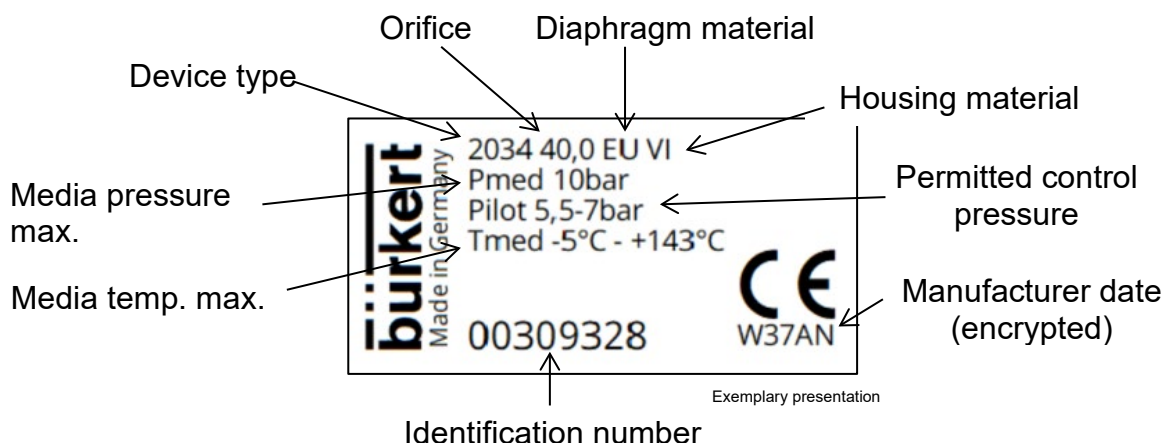 Orifice
Diaphragm material
Device type
Housing material
2034 40,0 EU VI
Pmed 10bar
Pilot 5,5-7bar
Tmed -5°C - +143°C
bürkert
Made in Germany
Media pressure
max.
Permitted control
pressure
Media temp. max.
CE
Manufacturer date
(encrypted)
00309328
W37AN
Exemplary presentation
Identification number